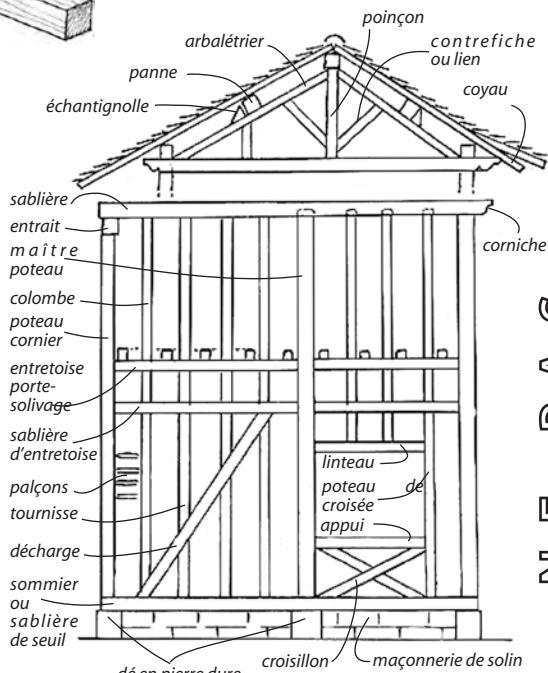 poinçon
arbalétrier
contrefiche
ou lien
panne
échantignolle
coyau
sablière
entrait
corniche
maître
poteau
colombe
poteau
cornier
entretoise
porte-
solivage
sablière
d'entretoise
linteau
palçons
poteau de
croisée
tournisse
appui
décharge
sommier
ou
sablière
de seuil
dé en pierre dure
croisillon
maçonnerie de solin